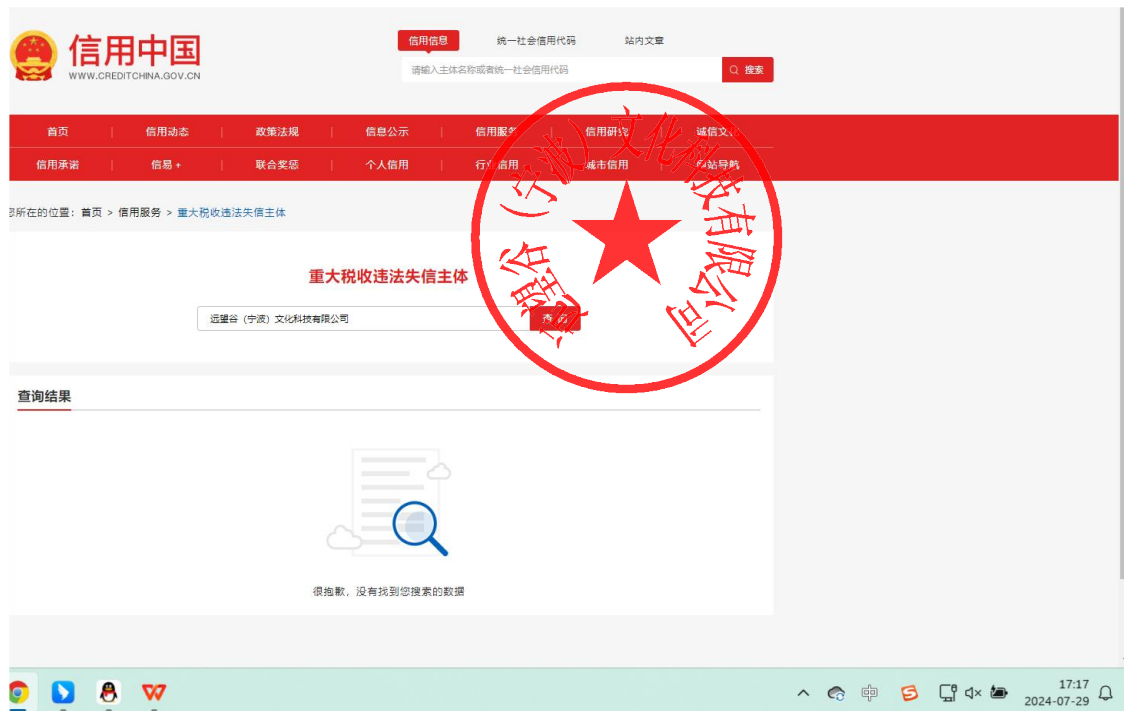 信用中国
WWW.CREDITCHINA.GOV.CN
信用信息 统一社会信用代码 站内文章
请输入主体名称或者统一社会信用代码 搜索
首页 | 信用动态 | 政策法规 | 信息公示 | 信用服务 | 信用研究 | 诚信文化
信用承诺 | 信易+ | 联合奖惩 | 个人信用 | 行业信用 | 城市信用 | 网站导航
您所在的位置：首页 > 信用服务 > 重大税收违法失信主体
重大税收违法失信主体
远望谷（宁波）文化科技有限公司 查询
远望谷（宁波）文化科技有限公司
查询结果
很抱歉，没有找到您搜索的数据
中
17:17
2024-07-29